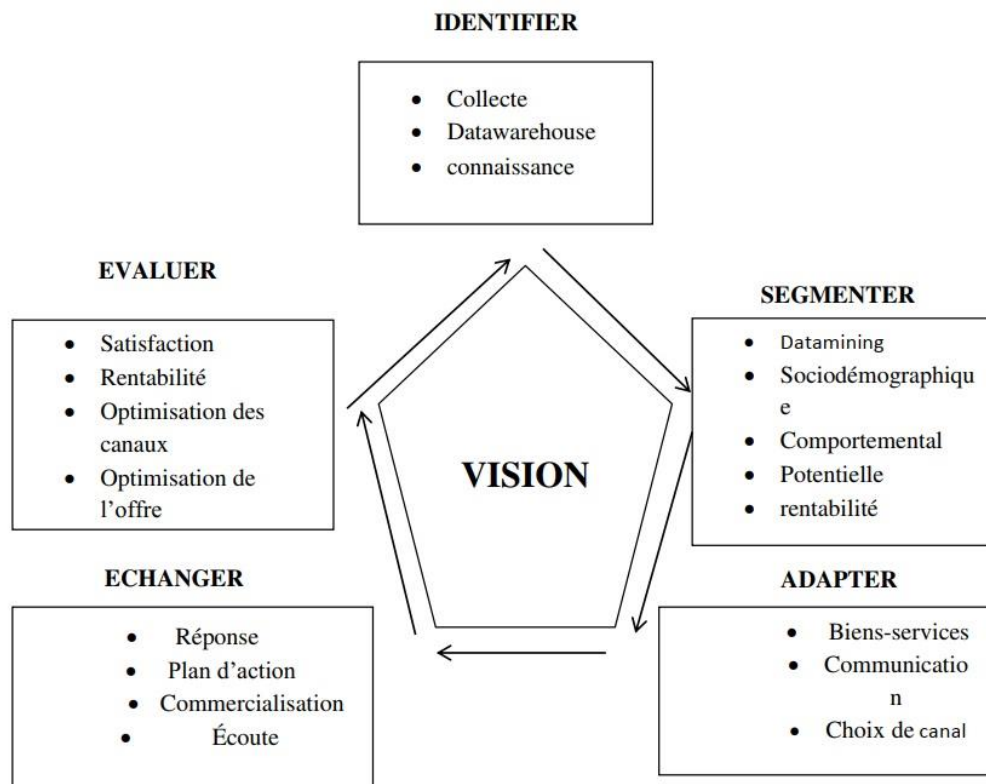 IDENTIFIER
• Collecte
• Datawarehouse
• connaissance
EVALUER
• Satisfaction
• Rentabilité
• Optimisation des
canaux
• Optimisation de
l’offre
SEGMENTER
• Datamining
• Sociodémographiqu
e
• Comportemental
• Potentielle
• rentabilité
VISION
ECHANGER
• Réponse
• Plan d’action
• Commercialisation
• Écoute
ADAPTER
• Biens-services
• Communicatio
n
• Choix de canal